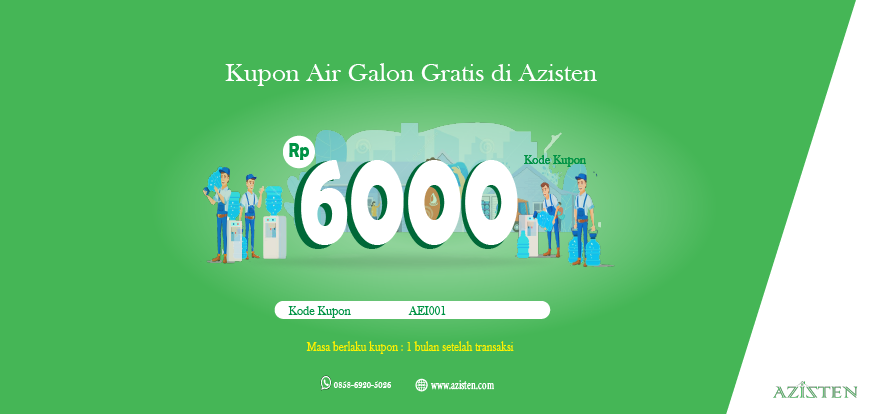 Kupon Air Galon Gratis di Azisten
Rp
6000
Kode Kupon
Kode Kupon AEI001
Masa berlaku kupon : 1 bulan setelah transaksi
0858-6920-5026 www.azisten.com
AZISTEN